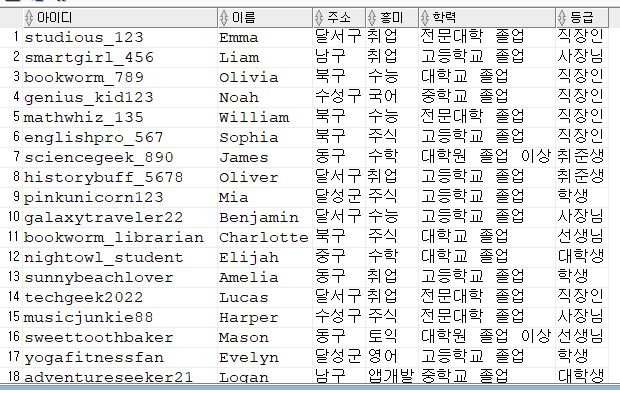 아이디 이름 주소 흥미 학력 등급
1 studious_123 Emma 달서구 취업 전문대학 졸업 직장인
2 smartgirl_456 Liam 남구 취업 고등학교 졸업 사장님
3 bookworm_789 Olivia 북구 수능 대학교 졸업 직장인
4 genius_kid123 Noah 수성구 국어 중학교 졸업 직장인
5 mathwhiz_135 William 북구 수능 전문대학 졸업 직장인
6 englishpro_567 Sophia 북구 주식 고등학교 졸업 직장인
7 sciencegeek_890 James 동구 수학 대학원 졸업 이상 취준생
8 historybuff_5678 Oliver 달서구 취업 고등학교 졸업 취준생
9 pinkunicorn123 Mia 달성군 주식 고등학교 졸업 학생
10 galaxytraveler22 Benjamin 달서구 수능 고등학교 졸업 사장님
11 bookworm_librarian Charlotte 북구 주식 대학교 졸업 선생님
12 nightowl_student Elijah 중구 수학 대학교 졸업 대학생
13 sunnybeachlover Amelia 동구 취업 고등학교 졸업 학생
14 techgeek2022 Lucas 달서구 취업 전문대학 졸업 직장인
15 musicjunkie88 Harper 수성구 주식 전문대학 졸업 사장님
16 sweettoothbaker Mason 동구 토익 대학원 졸업 이상 선생님
17 yogafitnessfan Evelyn 달성군 영어 고등학교 졸업 학생
18 adventureseeker21 Logan 남구 앱개발 중학교 졸업 대학생